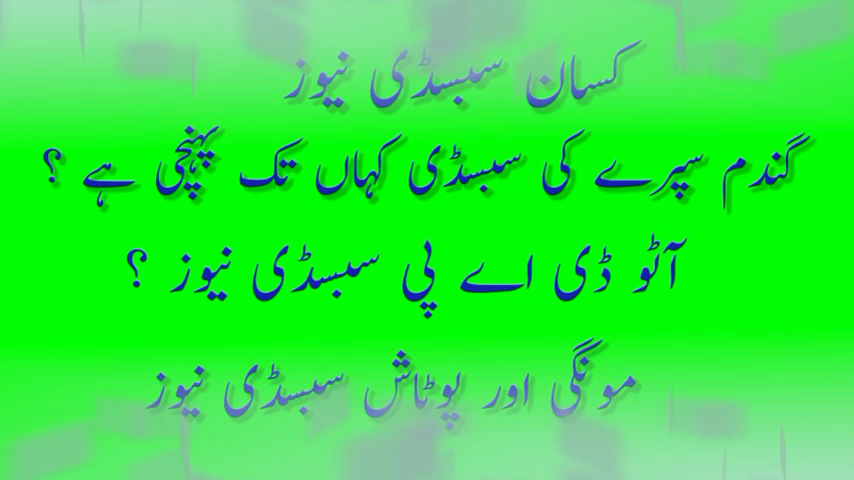 کسان سبسڈی نیوز
گندم سپرے کی سبسڈی کہاں تک پہنچی ہے ؟
آٹو ڈی اے پی سبسڈی نیوز ؟
مونگی اور پوٹاش سبسڈی نیوز